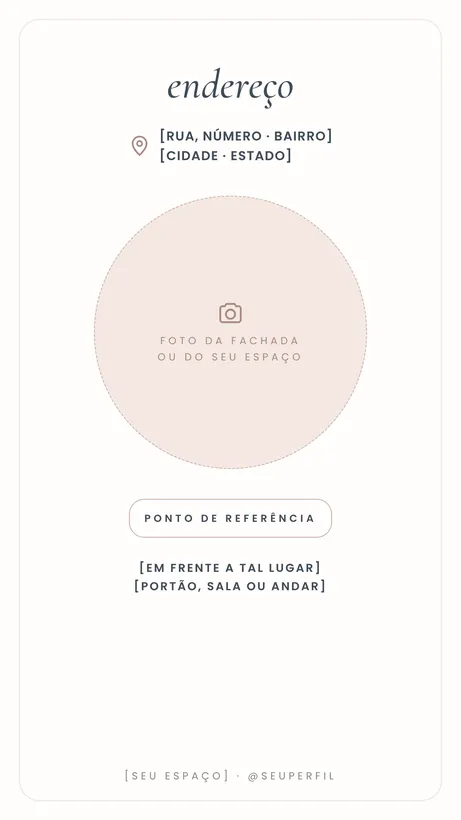 endereço
[RUA, NÚMERO · BAIRRO]
[CIDADE · ESTADO]
FOTO DA FACHADA
OU DO SEU ESPAÇO
PONTO DE REFERÊNCIA
[EM FRENTE A TAL LUGAR]
[PORTÃO, SALA OU ANDAR]
[SEU ESPAÇO] · @SEUPERFIL